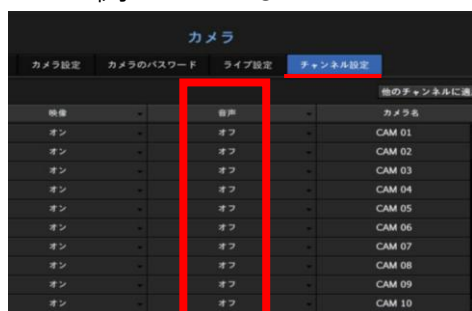 カメラ
カメラ設定 カメラのパスワード ライブ設定 チャンネル設定
他のチャンネルに適
映像 音声 カメラ名
オン オフ CAM 01
オン オフ CAM 02
オン オフ CAM 03
オン オフ CAM 04
オン オフ CAM 05
オン オフ CAM 06
オン オフ CAM 07
オン オフ CAM 08
オン オフ CAM 09
オン オフ CAM 10